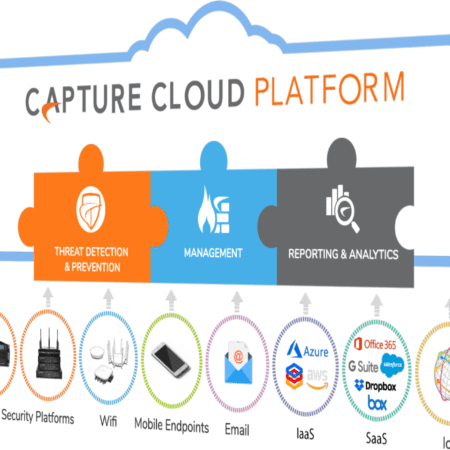 CAPTURE CLOUD PLATFORM
THREAT DETECTION
& PREVENTION
MANAGEMENT
REPORTING & ANALYTICS
@
Azure
aws
Office 365
G Suite
salesforce
Dropbox
box
Security Platforms
Wifi
Mobile Endpoints
Email
IaaS
SaaS